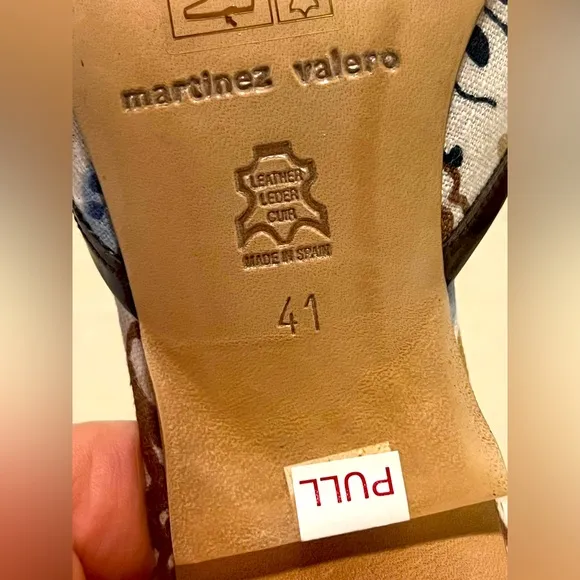 martinez valero
LEATHER
LEDER
CUIR
MADE IN SPAIN
41
PULL